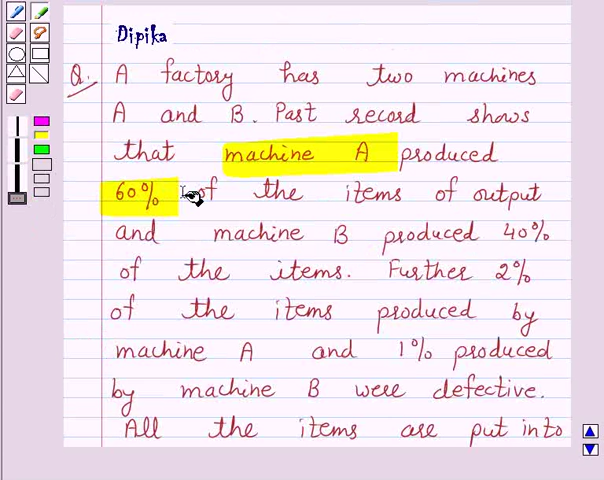 Dipika
Q. A factory has two machines
A and B. Past record shows
that machine A produced
60% of the items of output
and machine B produced 40%
of the items. Further 2%
of the items produced by
machine A and 1% produced
by machine B were defective.
All the items are put into